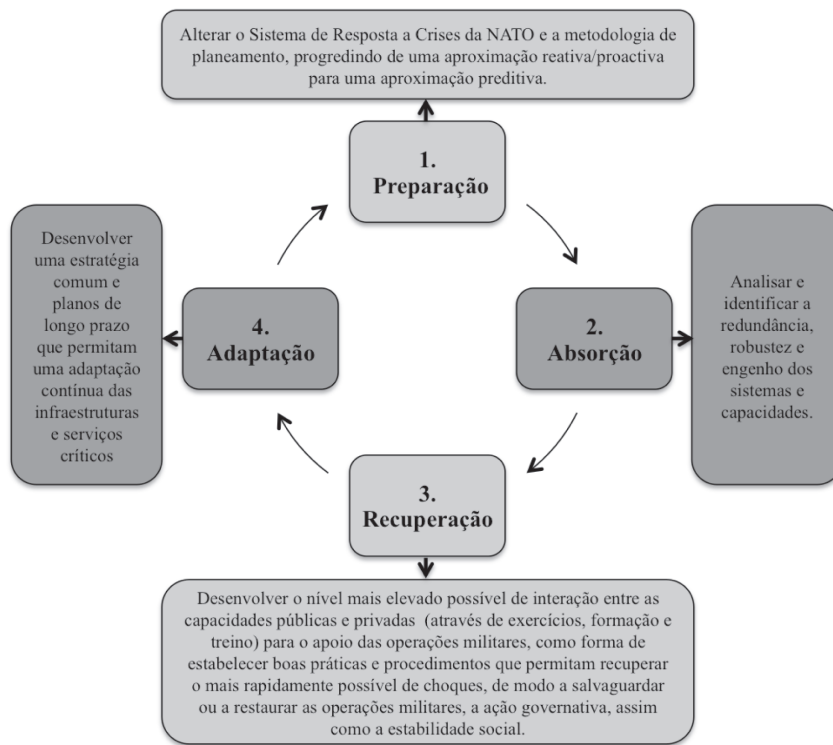 Alterar o Sistema de Resposta a Crises da NATO e a metodologia de
planeamento, progredindo de uma aproximação reativa/proactiva
para uma aproximação preditiva.
1.
Preparação
2.
Absorção
Analisar e
identificar a
redundância,
robustez e
engenho dos
sistemas e
capacidades.
3.
Recuperação
Desenvolver o nível mais elevado possível de interação entre as
capacidades públicas e privadas (através de exercícios, formação e
treino) para o apoio das operações militares, como forma de
estabelecer boas práticas e procedimentos que permitam recuperar
o mais rapidamente possível de choques, de modo a salvaguardar
ou a restaurar as operações militares, a ação governativa, assim
como a estabilidade social.
4.
Adaptação
Desenvolver
uma estratégia
comum e
planos de
longo prazo
que permitam
uma adaptação
contínua das
infraestruturas
e serviços
críticos